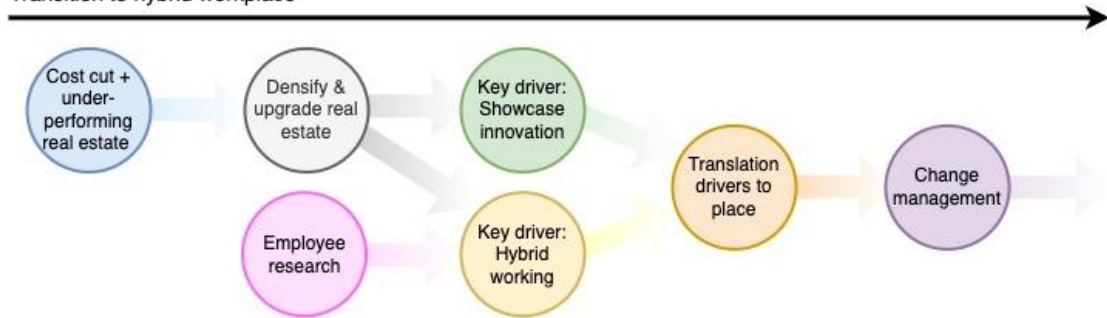 Transition to hybrid workplace
Cost cut +
under-
performing
real estate
Densify &
upgrade real
estate
Key driver:
Showcase
innovation
Employee
research
Key driver:
Hybrid
working
Translation
drivers to
place
Change
management